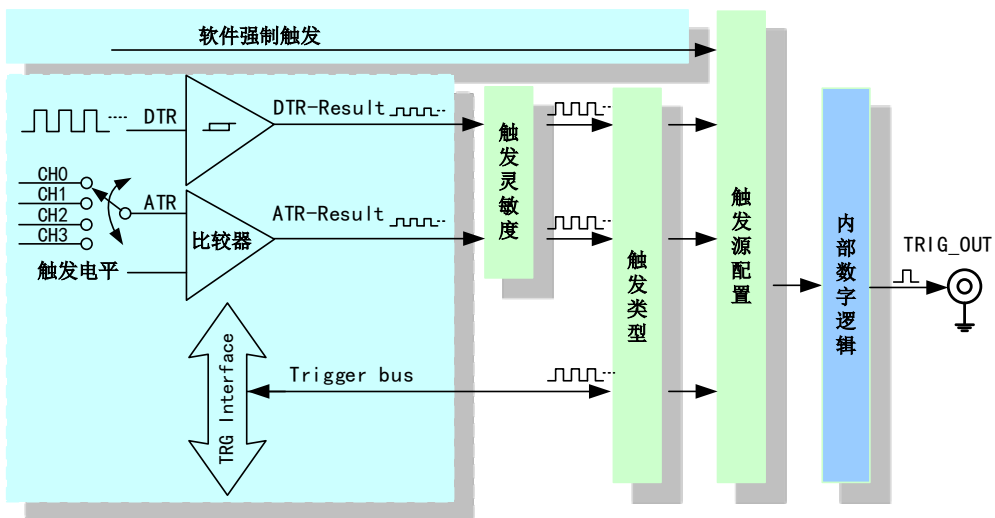 软件强制触发
DTR
DTR-Result
CH0
CH1
CH2
CH3
ATR
比较器
ATR-Result
触发电平
TRG Interface
Trigger bus
触发灵敏度
触发类型
触发源配置
内部数字逻辑
TRIG_OUT